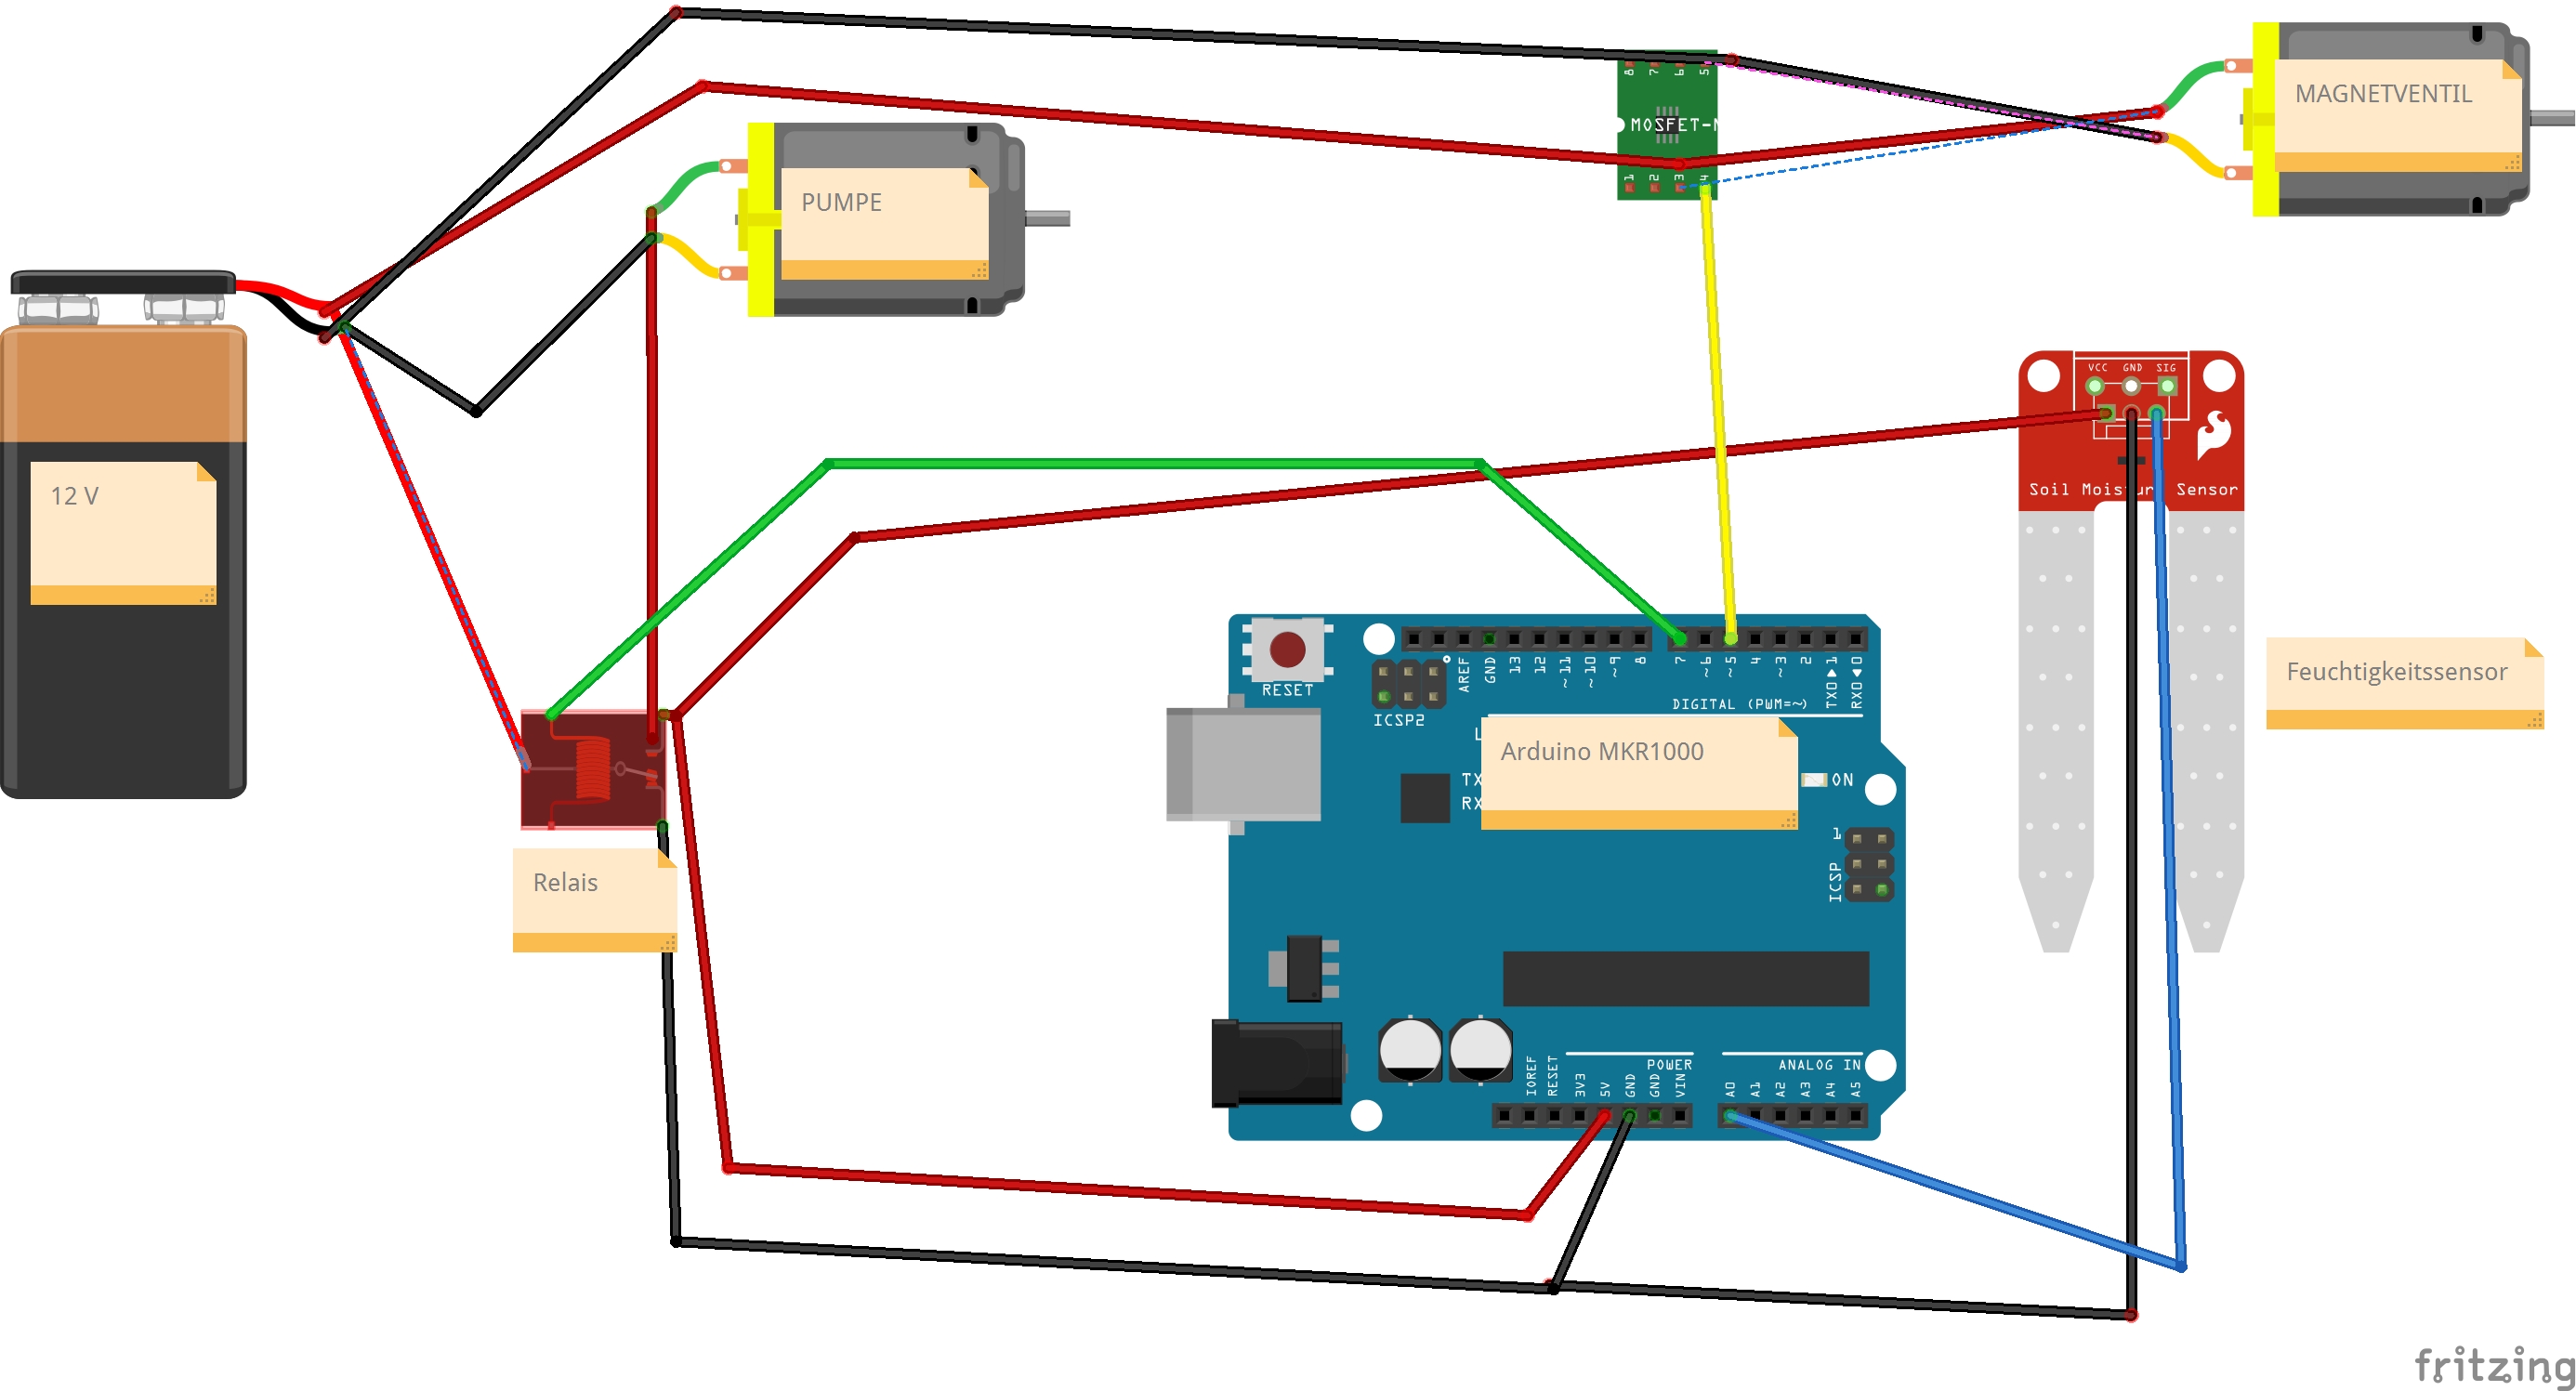 MAGNETVENTIL
8 7 6 5
MOSFET-N
1 2 3 4
PUMPE
VCC GND SIG
12 V
Soil Moistur Sensor
RESET
AREF GND 13 12 ~11 ~10 ~9 8 7 ~6 ~5 4 ~3 2 TX0▶1 RX0◀0
DIGITAL (PWM=~)
ICSP2
Feuchtigkeitssensor
L
Arduino MKR1000
TX
RX
ON
1
ICSP
Relais
POWER
ANALOG IN
IOREF RESET 3V3 5V GND GND VIN A0 A1 A2 A3 A4 A5
fritzing